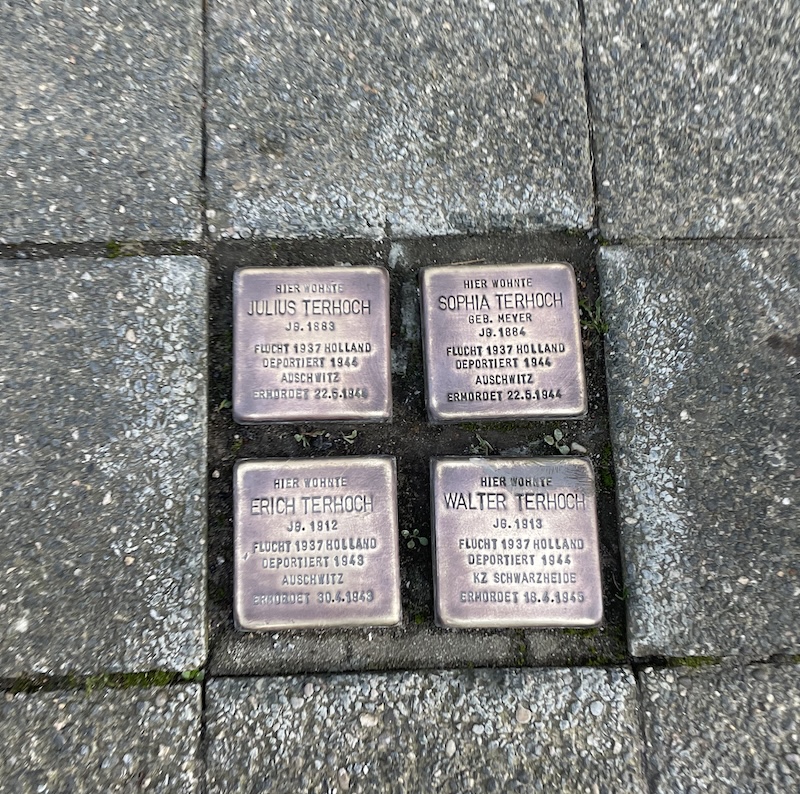 HIER WOHNTE
JULIUS TERHOCH
JG. 1883
FLUCHT 1937 HOLLAND
DEPORTIERT 1944
AUSCHWITZ
ERMORDET 22.5.1944
HIER WOHNTE
SOPHIA TERHOCH
GEB. MEYER
JG. 1884
FLUCHT 1937 HOLLAND
DEPORTIERT 1944
AUSCHWITZ
ERMORDET 22.5.1944
HIER WOHNTE
ERICH TERHOCH
JG. 1912
FLUCHT 1937 HOLLAND
DEPORTIERT 1943
AUSCHWITZ
ERMORDET 30.4.1943
HIER WOHNTE
WALTER TERHOCH
JG. 1913
FLUCHT 1937 HOLLAND
DEPORTIERT 1944
KZ SCHWARZHEIDE
ERMORDET 18.4.1945